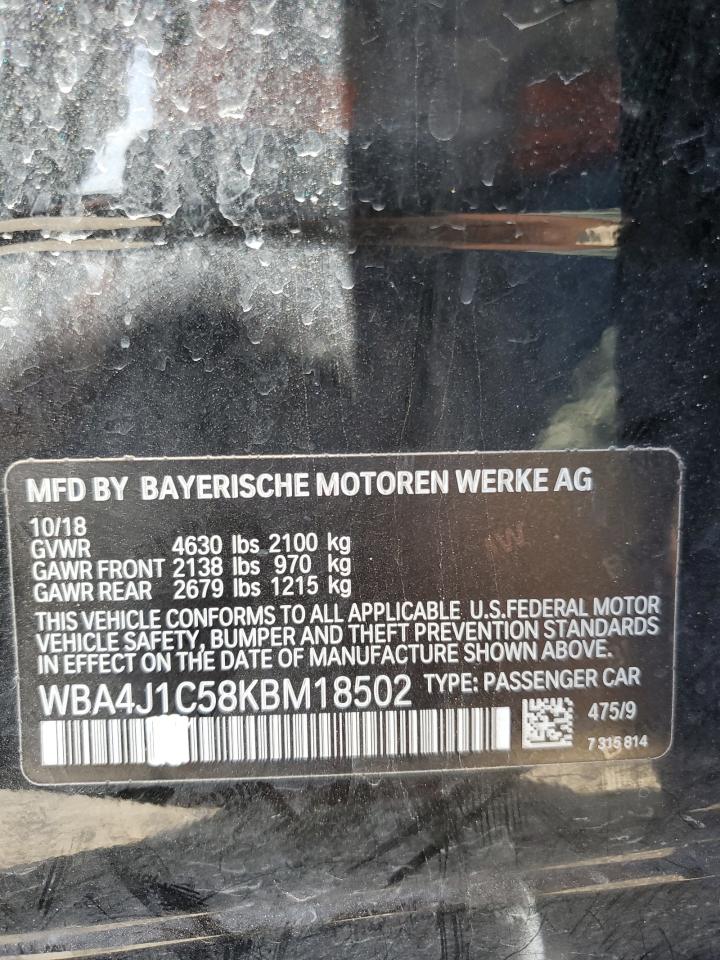 MFD BY BAYERISCHE MOTOREN WERKE AG
10/18
GVWR 4630 lbs 2100 kg
GAWR FRONT 2138 lbs 970 kg
GAWR REAR 2679 lbs 1215 kg
THIS VEHICLE CONFORMS TO ALL APPLICABLE U.S.FEDERAL MOTOR
VEHICLE SAFETY, BUMPER AND THEFT PREVENTION STANDARDS
IN EFFECT ON THE DATE OF MANUFACTURE SHOWN ABOVE.
WBA4J1C58KBM18502 TYPE: PASSENGER CAR
475/9
7 315 814